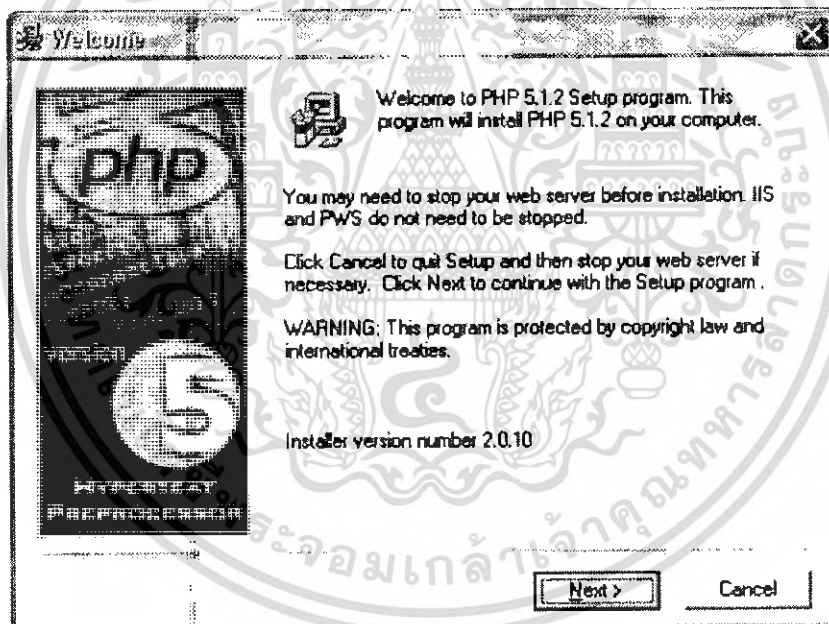 Welcome
php
Welcome to PHP 5.1.2 Setup program. This
program will install PHP 5.1.2 on your computer.
You may need to stop your web server before installation. IIS
and PWS do not need to be stopped.
Click Cancel to quit Setup and then stop your web server if
necessary. Click Next to continue with the Setup program .
WARNING: This program is protected by copyright law and
international treaties.
5
Installer version number 2.0.10
HYPERTEXT
PREPROCESSOR
Next >
Cancel